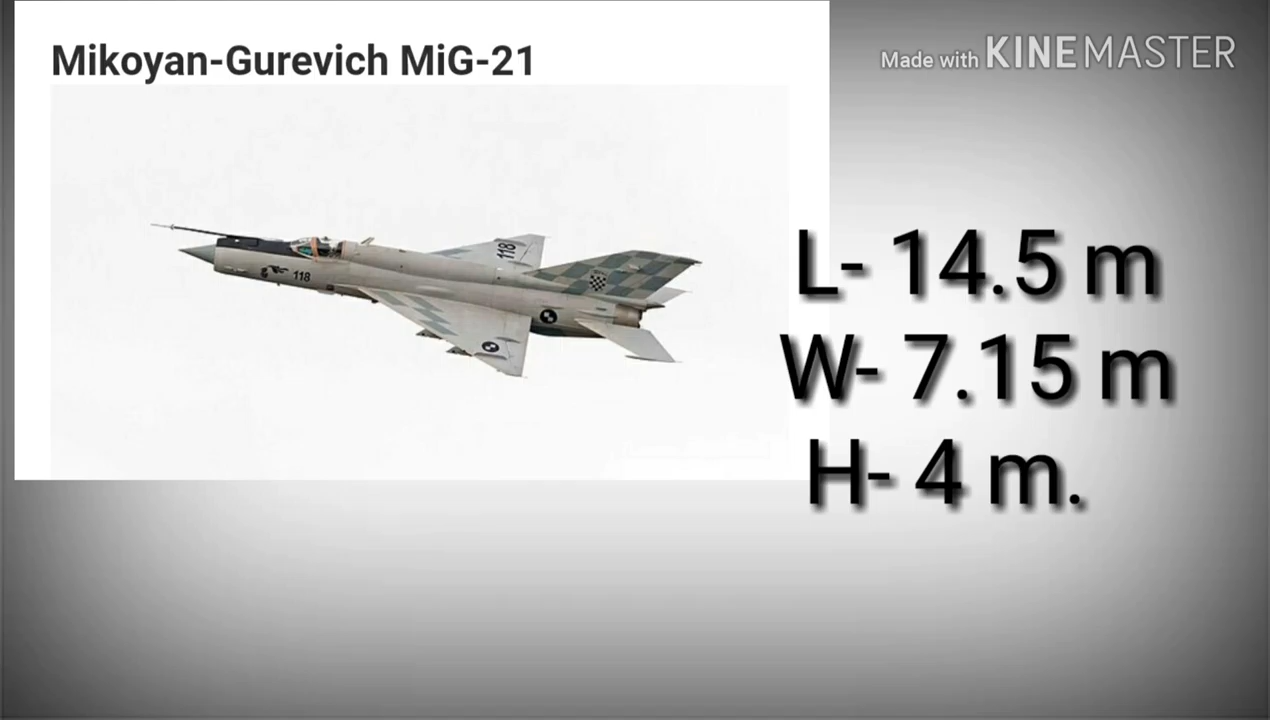 Mikoyan-Gurevich MiG-21
Made with KINEMASTER
118
118
L- 14.5 m
W- 7.15 m
H- 4 m.